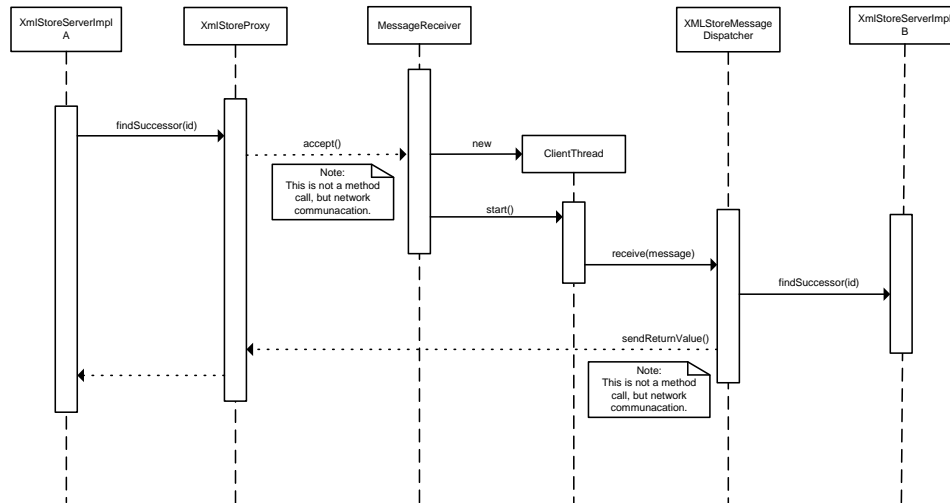 XmlStoreServerImpl
A
XmlStoreProxy
MessageReceiver
XMLStoreMessage
Dispatcher
XmlStoreServerImpl
B
findSuccessor(id)
accept()
new
ClientThread
Note:
This is not a method
call, but network
communacation.
start()
receive(message)
findSuccessor(id)
sendReturnValue()
Note:
This is not a method
call, but network
communacation.